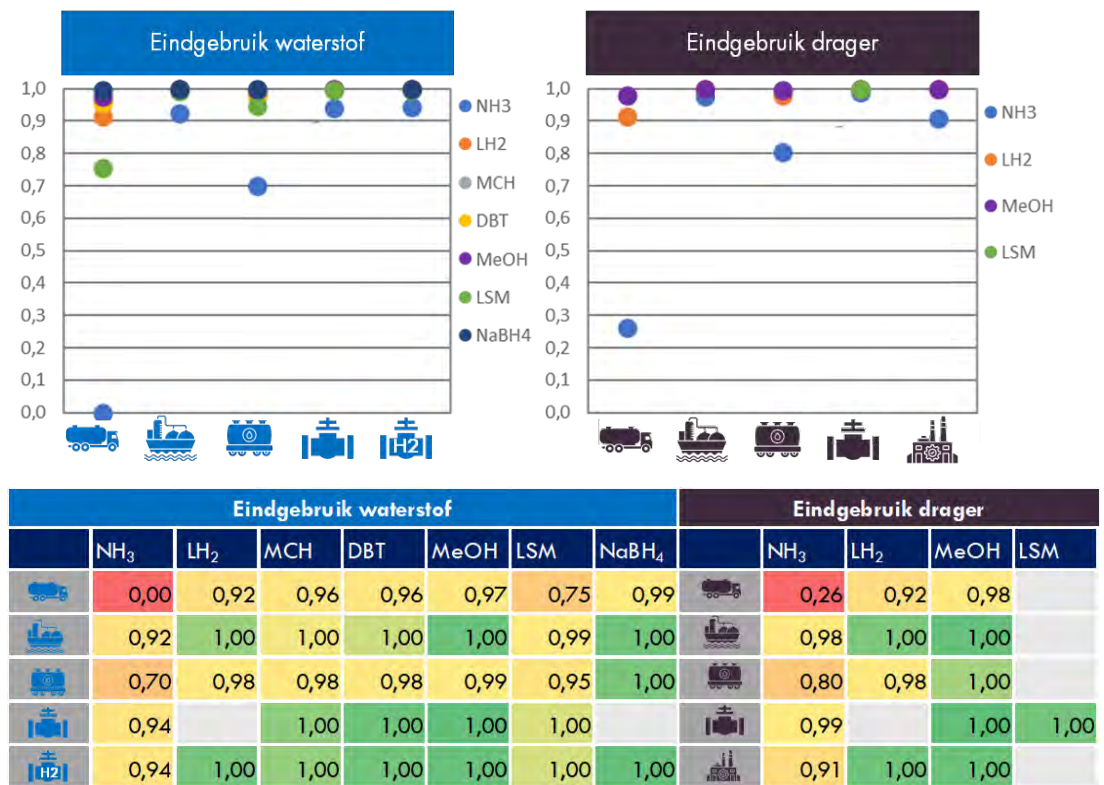 Eindgebruik waterstof
1,0
0,9
0,8
0,7
0,6
0,5
0,4
0,3
0,2
0,1
0,0
NH3
LH2
MCH
DBT
MeOH
LSM
NaBH4
H2
Eindgebruik drager
1,0
0,9
0,8
0,7
0,6
0,5
0,4
0,3
0,2
0,1
0,0
NH3
LH2
MeOH
LSM
Eindgebruik waterstof Eindgebruik drager
NH₃ LH₂ MCH DBT MeOH LSM NaBH₄ NH₃ LH₂ MeOH LSM
0,00 0,92 0,96 0,96 0,97 0,75 0,99 0,26 0,92 0,98
0,92 1,00 1,00 1,00 1,00 0,99 1,00 0,98 1,00 1,00
0,70 0,98 0,98 0,98 0,99 0,95 1,00 0,80 0,98 1,00
0,94 1,00 1,00 1,00 1,00 0,99 1,00 1,00
H2 0,94 1,00 1,00 1,00 1,00 1,00 1,00 0,91 1,00 1,00